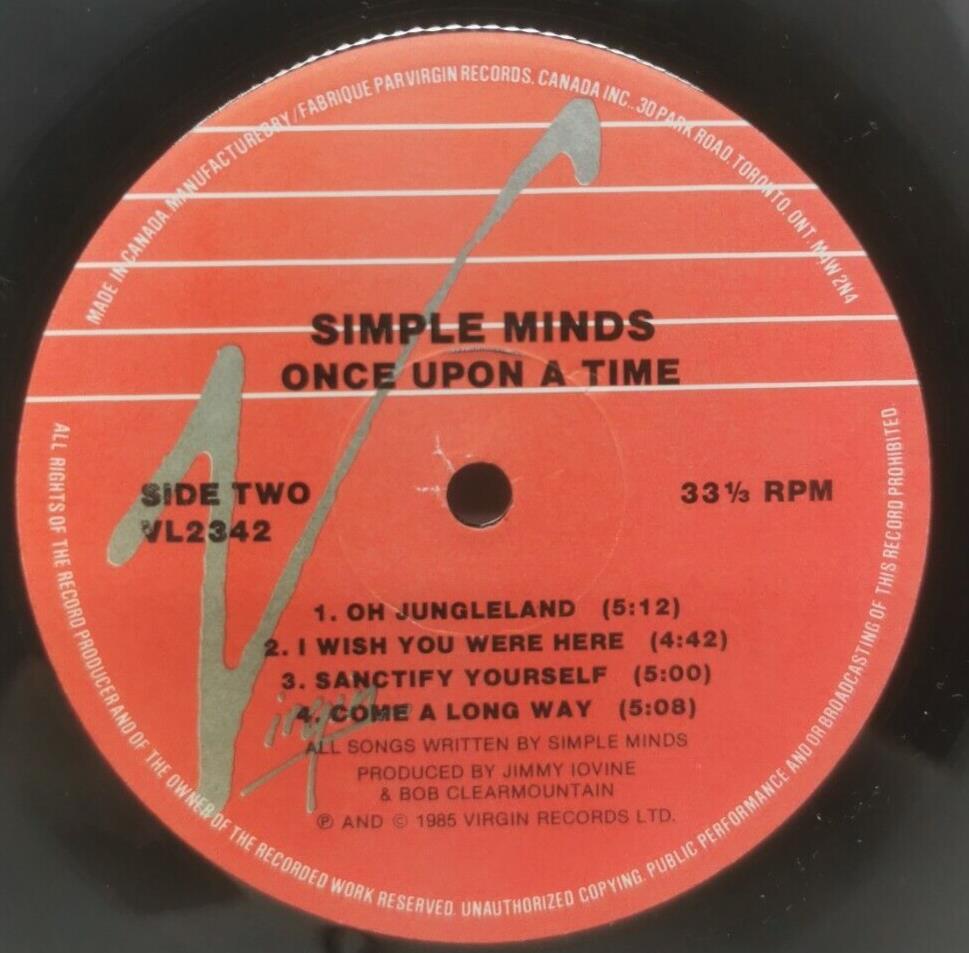 MADE IN CANADA. MANUFACTURED BY / FABRIQUE PAR VIRGIN RECORDS. CANADA INC., 30 PARK ROAD, TORONTO, ONT. M4W 2N4
SIMPLE MINDS
ONCE UPON A TIME
SIDE TWO
33⅓ RPM
VL2342
1. OH JUNGLELAND (5:12)
2. I WISH YOU WERE HERE (4:42)
3. SANCTIFY YOURSELF (5:00)
4. COME A LONG WAY (5:08)
Virgin
ALL SONGS WRITTEN BY SIMPLE MINDS
PRODUCED BY JIMMY IOVINE
& BOB CLEARMOUNTAIN
℗ AND © 1985 VIRGIN RECORDS LTD.
ALL RIGHTS OF THE RECORD PRODUCER AND OF THE OWNER OF THE RECORDED WORK RESERVED. UNAUTHORIZED COPYING. PUBLIC PERFORMANCE AND OR BROADCASTING OF THIS RECORD PROHIBITED.